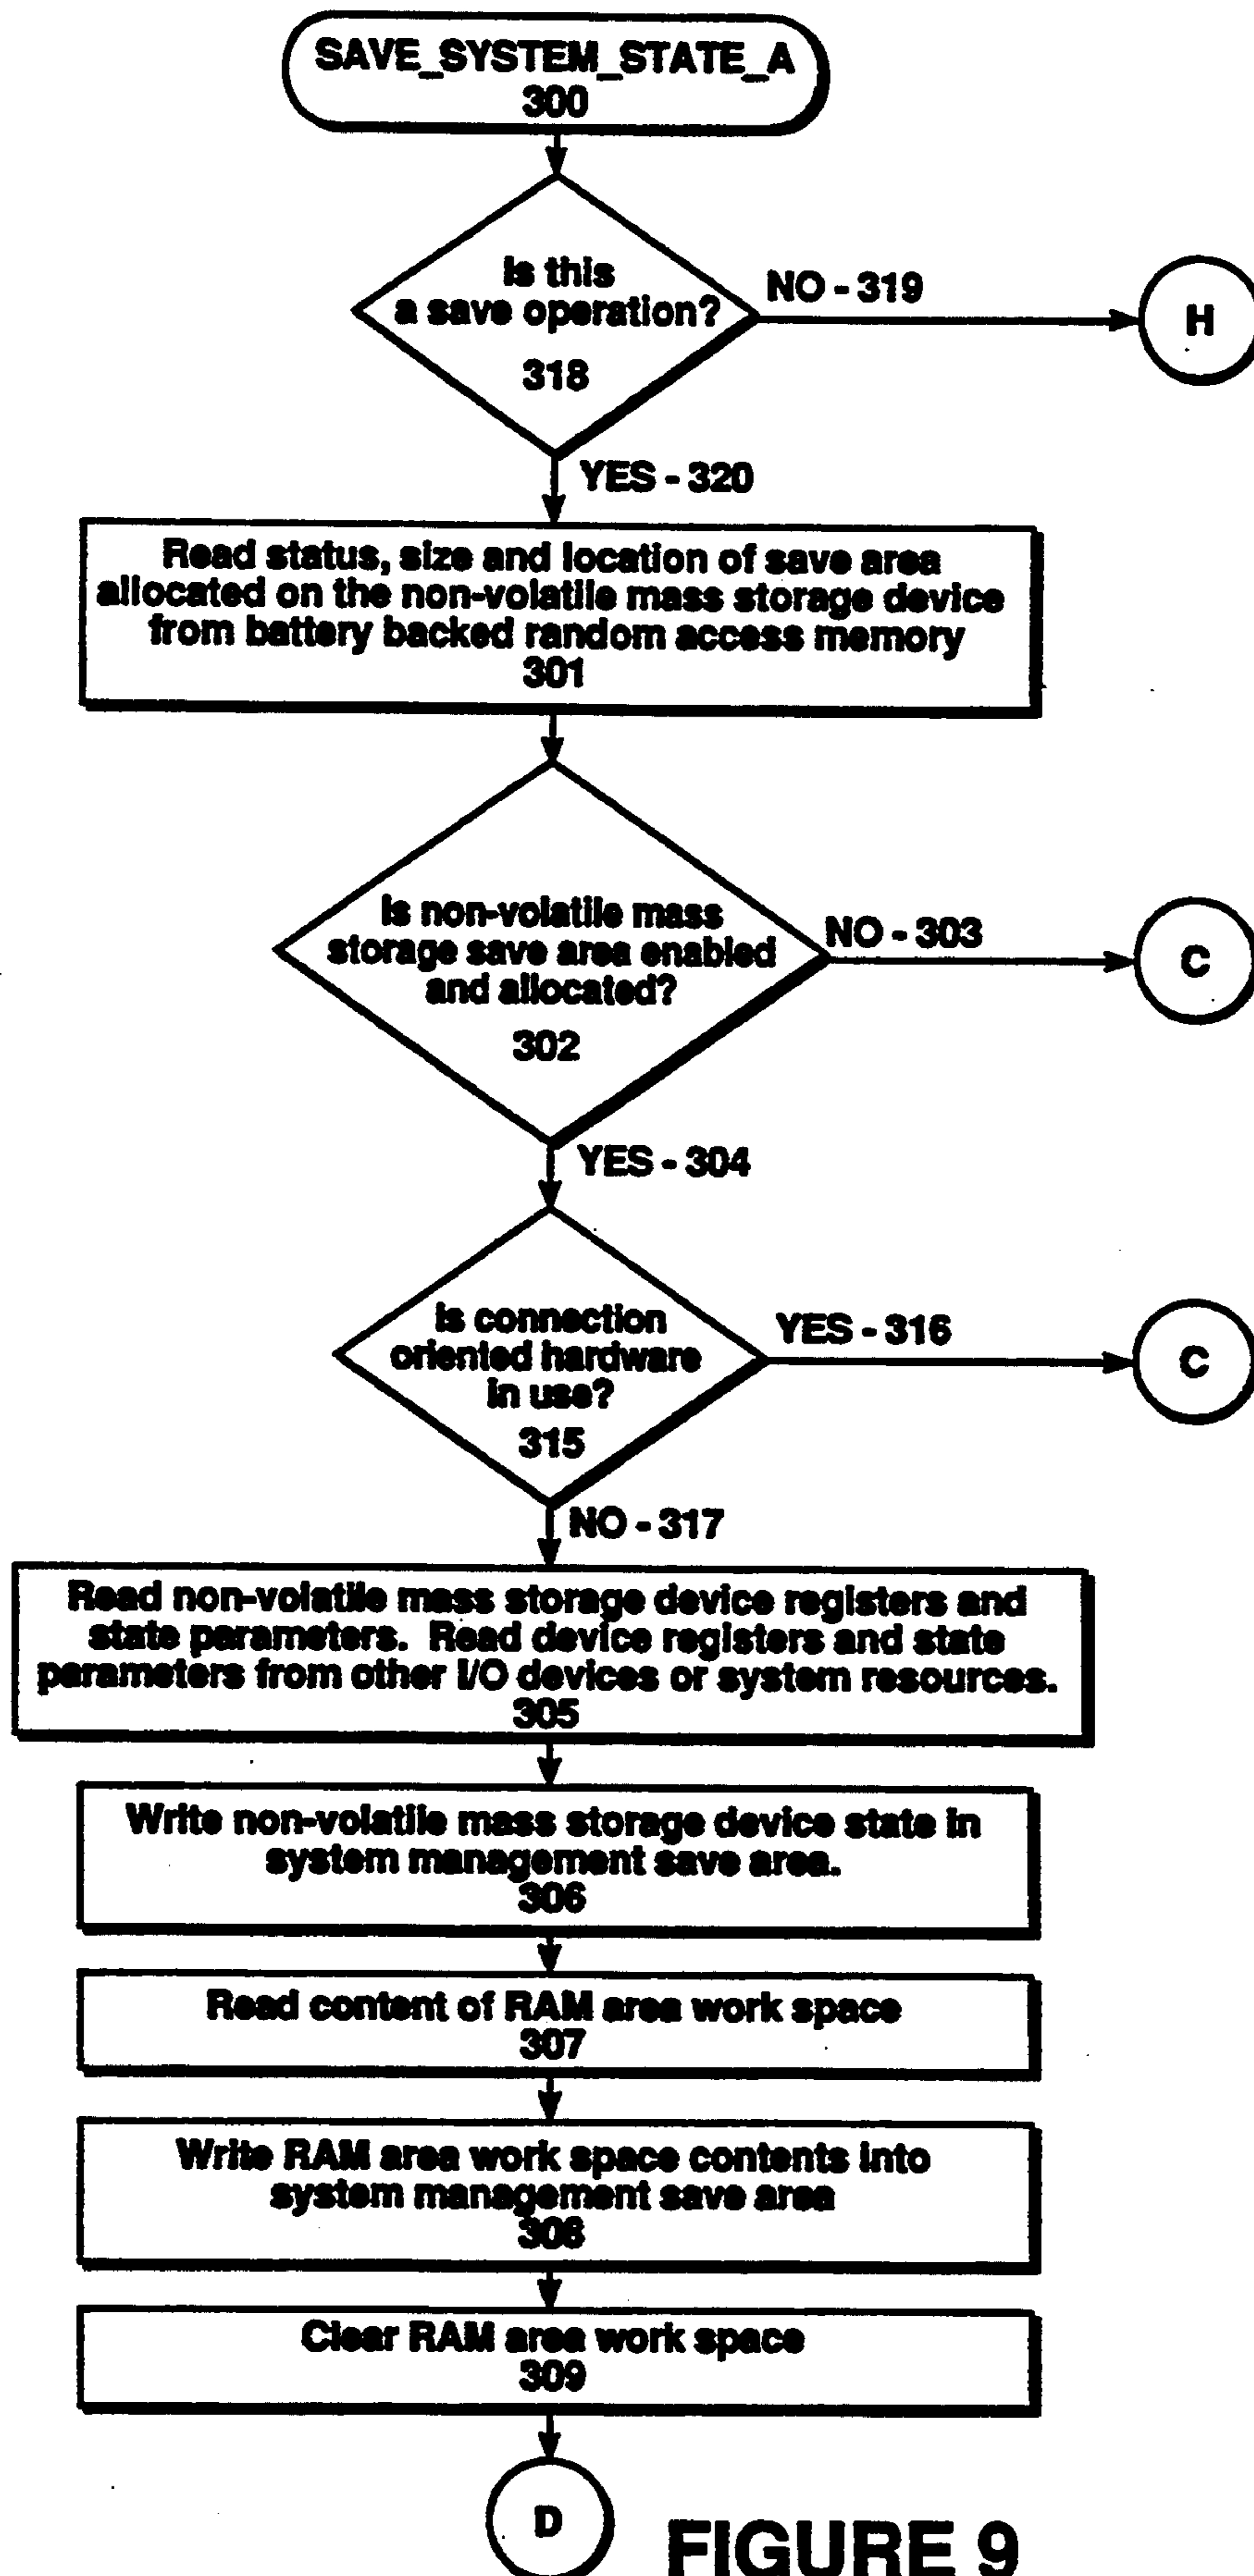 SAVE_SYSTEM_STATE_A
300
Is this
a save operation?
318
NO - 319
H
YES - 320
Read status, size and location of save area
allocated on the non-volatile mass storage device
from battery backed random access memory
301
Is non-volatile mass
storage save area enabled
and allocated?
302
NO - 303
C
YES - 304
Is connection
oriented hardware
in use?
315
YES - 316
C
NO - 317
Read non-volatile mass storage device registers and
state parameters. Read device registers and state
parameters from other I/O devices or system resources.
305
Write non-volatile mass storage device state in
system management save area.
306
Read content of RAM area work space
307
Write RAM area work space contents into
system management save area
308
Clear RAM area work space
309
D
FIGURE 9